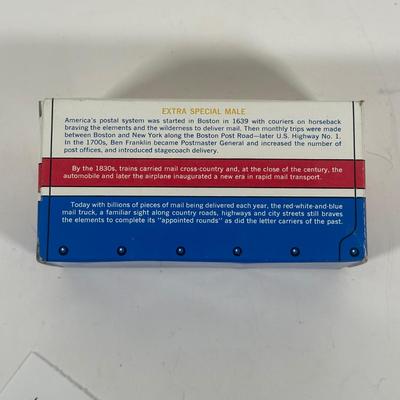 EXTRA SPECIAL MALE
America's postal system was started in Boston in 1639 with couriers on horseback
braving the elements and the wilderness to deliver mail. Then monthly trips were made
between Boston and New York along the Boston Post Road—later U.S. Highway No. 1.
In the 1700s, Ben Franklin became Postmaster General and increased the number of
post offices, and introduced stagecoach delivery.
By the 1830s, trains carried mail cross-country and, at the close of the century, the
automobile and later the airplane inaugurated a new era in rapid mail transport.
Today with billions of pieces of mail being delivered each year, the red-white-and-blue
mail truck, a familiar sight along country roads, highways and city streets still braves
the elements to complete its "appointed rounds" as did the letter carriers of the past.